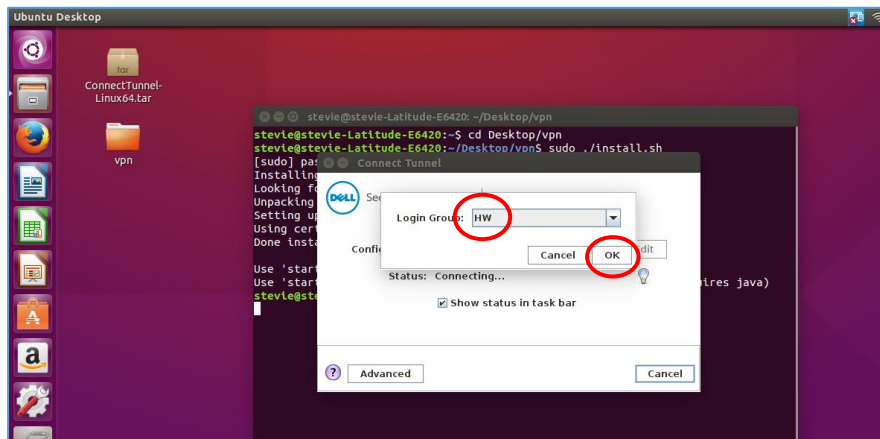 Ubuntu Desktop
tar
ConnectTunnel-
Linux64.tar
vpn
stevie@stevie-Latitude-E6420: ~/Desktop/vpn
stevie@stevie-Latitude-E6420:~$ cd Desktop/vpn
stevie@stevie-Latitude-E6420:~/Desktop/vpn$ sudo ./install.sh
[sudo] pas
Connect Tunnel
Installing
Looking fo
Unpacking
Setting up
Using cert
Done insta
DELL
Se
Login Group: HW
Cancel OK
Confi
dit
Use 'start
Use 'start
ires java)
stevie@ste
Status: Connecting...
Show status in task bar
? Advanced Cancel
a